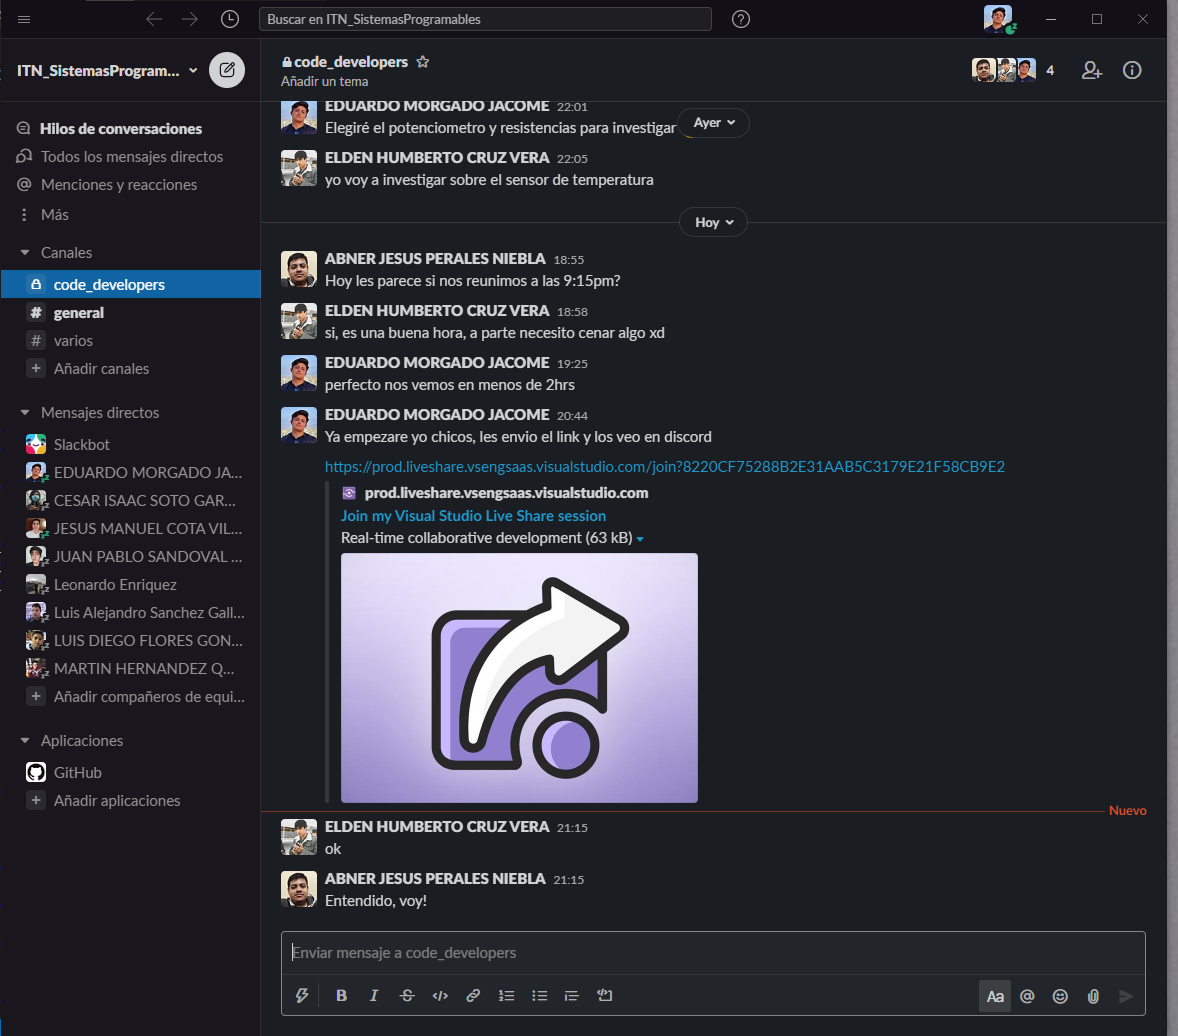 Buscar en ITN_SistemasProgramables
ITN_SistemasProgram...
Hilos de conversaciones
Todos los mensajes directos
Menciones y reacciones
Más
Canales
code_developers
general
varios
Añadir canales
Mensajes directos
Slackbot
EDUARDO MORGADO JA...
CESAR ISAAC SOTO GAR...
JESUS MANUEL COTA VIL...
JUAN PABLO SANDOVAL ...
Leonardo Enriquez
Luis Alejandro Sanchez Gall...
LUIS DIEGO FLORES GON...
MARTIN HERNANDEZ Q...
Añadir compañeros de equi...
Aplicaciones
GitHub
Añadir aplicaciones
code_developers
Añadir un tema
4
EDUARDO MORGADO JACOME 22:01
Elegiré el potenciometro y resistencias para investigar
Ayer
ELDEN HUMBERTO CRUZ VERA 22:05
yo voy a investigar sobre el sensor de temperatura
Hoy
ABNER JESUS PERALES NIEBLA 18:55
Hoy les parece si nos reunimos a las 9:15pm?
ELDEN HUMBERTO CRUZ VERA 18:58
si, es una buena hora, a parte necesito cenar algo xd
EDUARDO MORGADO JACOME 19:25
perfecto nos vemos en menos de 2hrs
EDUARDO MORGADO JACOME 20:44
Ya empezare yo chicos, les envio el link y los veo en discord
https://prod.liveshare.vsengsaas.visualstudio.com/join?8220CF75288B2E31AAB5C3179E21F58CB9E2
prod.liveshare.vsengsaas.visualstudio.com
Join my Visual Studio Live Share session
Real-time collaborative development (63 kB)
Nuevo
ELDEN HUMBERTO CRUZ VERA 21:15
ok
ABNER JESUS PERALES NIEBLA 21:15
Entendido, voy!
Enviar mensaje a code_developers
B I S Aa @